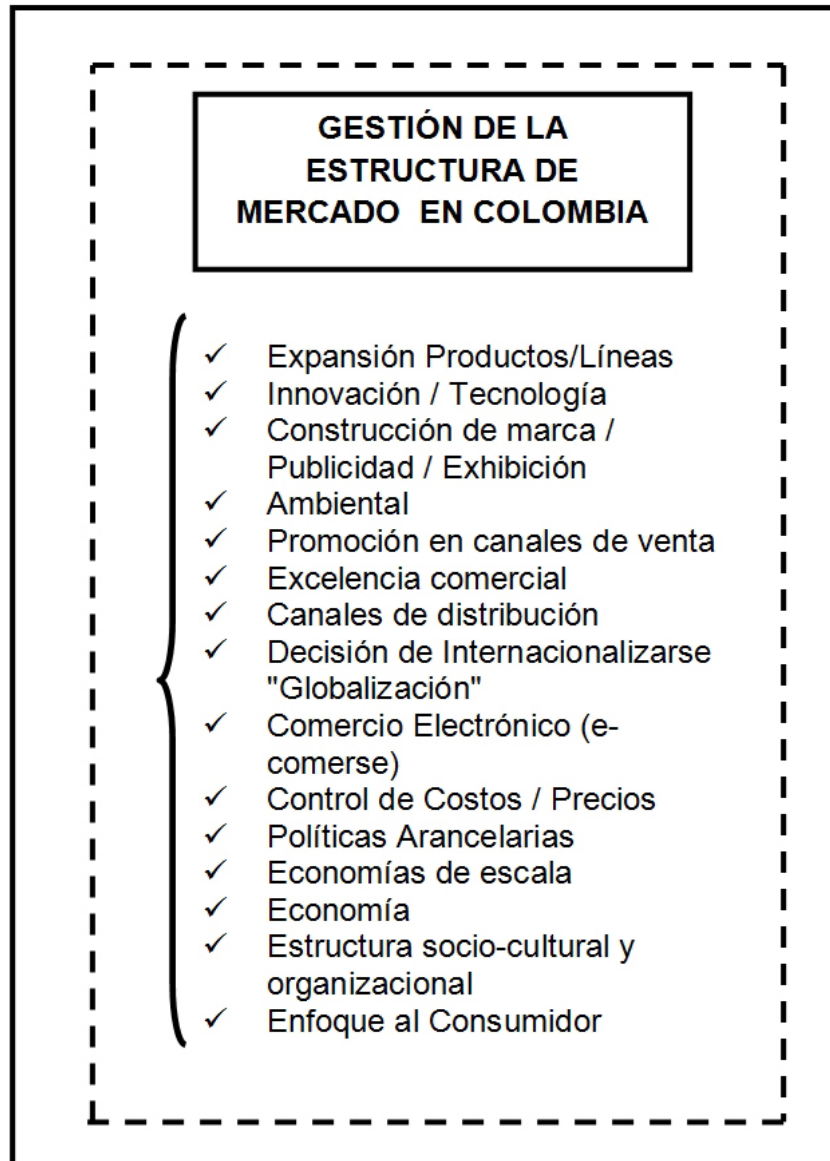 GESTIÓN DE LA
ESTRUCTURA DE
MERCADO EN COLOMBIA
✓ Expansión Productos/Líneas
✓ Innovación / Tecnología
✓ Construcción de marca /
Publicidad / Exhibición
✓ Ambiental
✓ Promoción en canales de venta
✓ Excelencia comercial
✓ Canales de distribución
✓ Decisión de Internacionalizarse
"Globalización"
✓ Comercio Electrónico (e-
comerse)
✓ Control de Costos / Precios
✓ Políticas Arancelarias
✓ Economías de escala
✓ Economía
✓ Estructura socio-cultural y
organizacional
✓ Enfoque al Consumidor